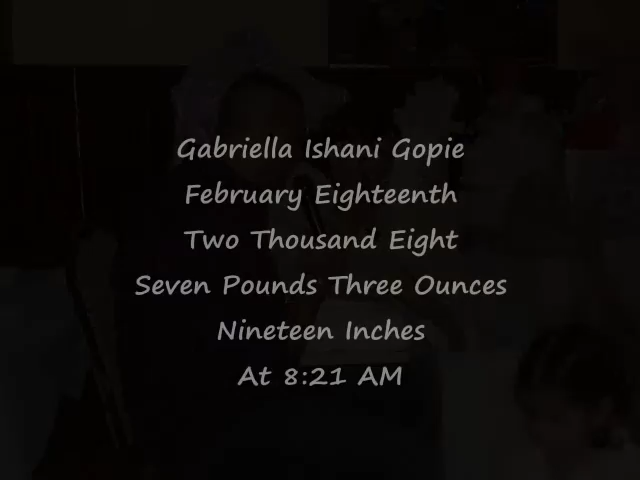 Gabriella Ishani Gopie
February Eighteenth
Two Thousand Eight
Seven Pounds Three Ounces
Nineteen Inches
At 8:21 AM